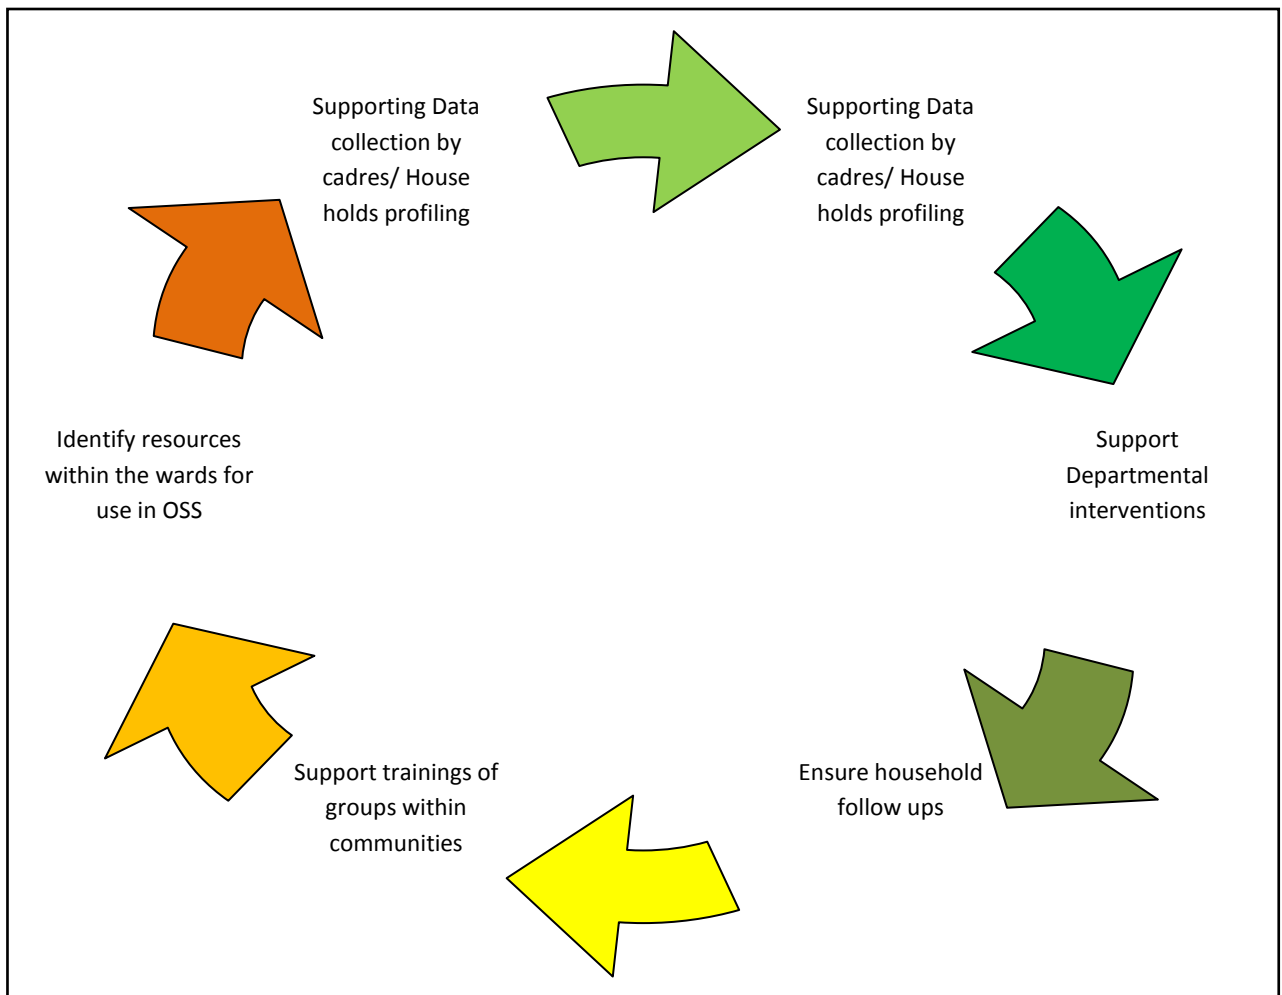 Supporting Data
collection by
cadres/ House
holds profiling
Supporting Data
collection by
cadres/ House
holds profiling
Support
Departmental
interventions
Ensure household
follow ups
Support trainings of
groups within
communities
Identify resources
within the wards for
use in OSS